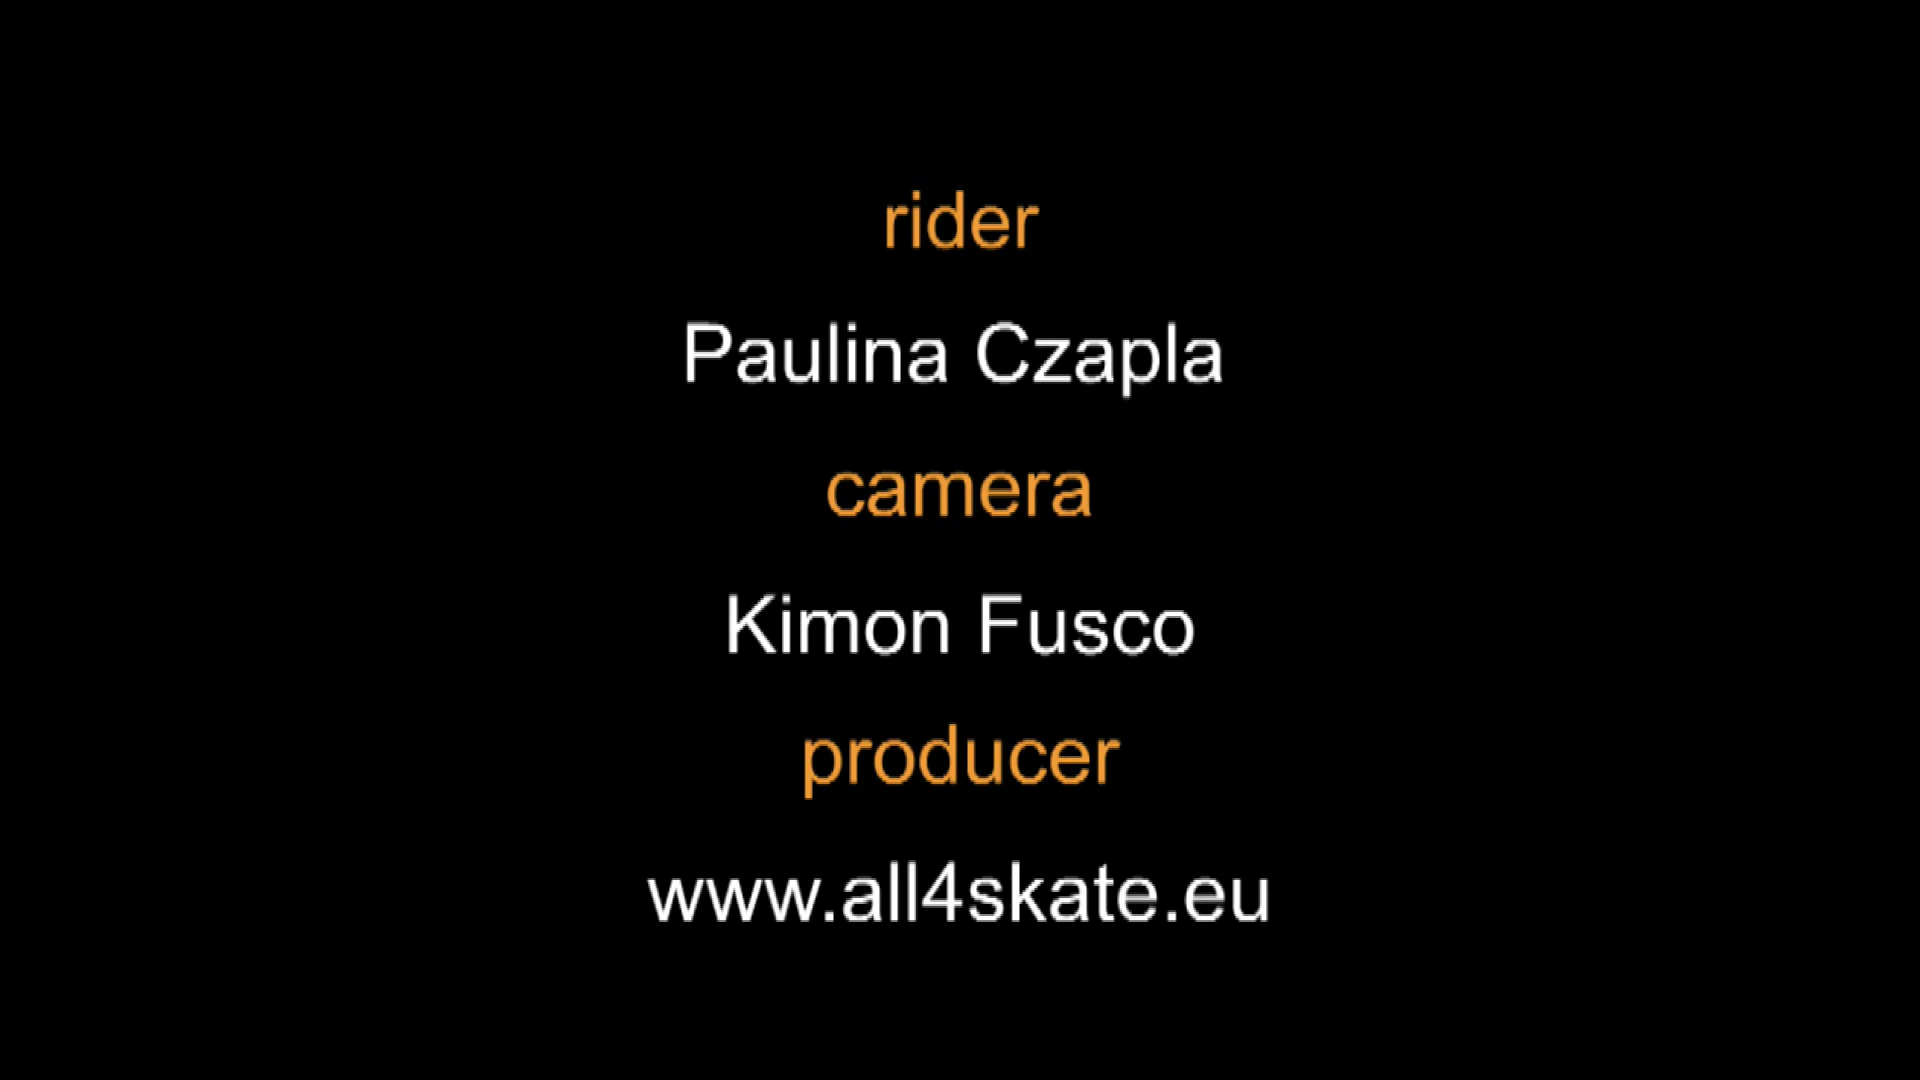 rider
Paulina Czapla
camera
Kimon Fusco
producer
www.all4skate.eu